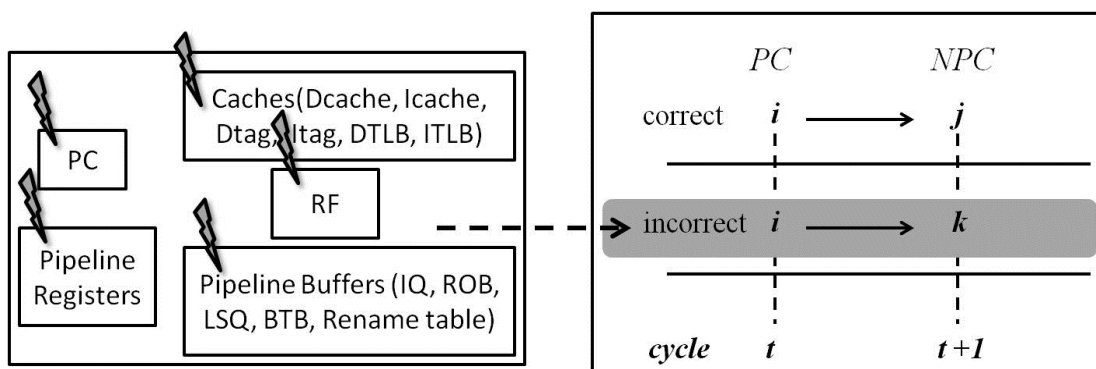 PC
Caches(Dcache, Icache,
Dtag, Itag, DTLB, ITLB)
RF
Pipeline
Registers
Pipeline Buffers (IQ, ROB,
LSQ, BTB, Rename table)
PC NPC
correct i j
incorrect i k
cycle t t+1